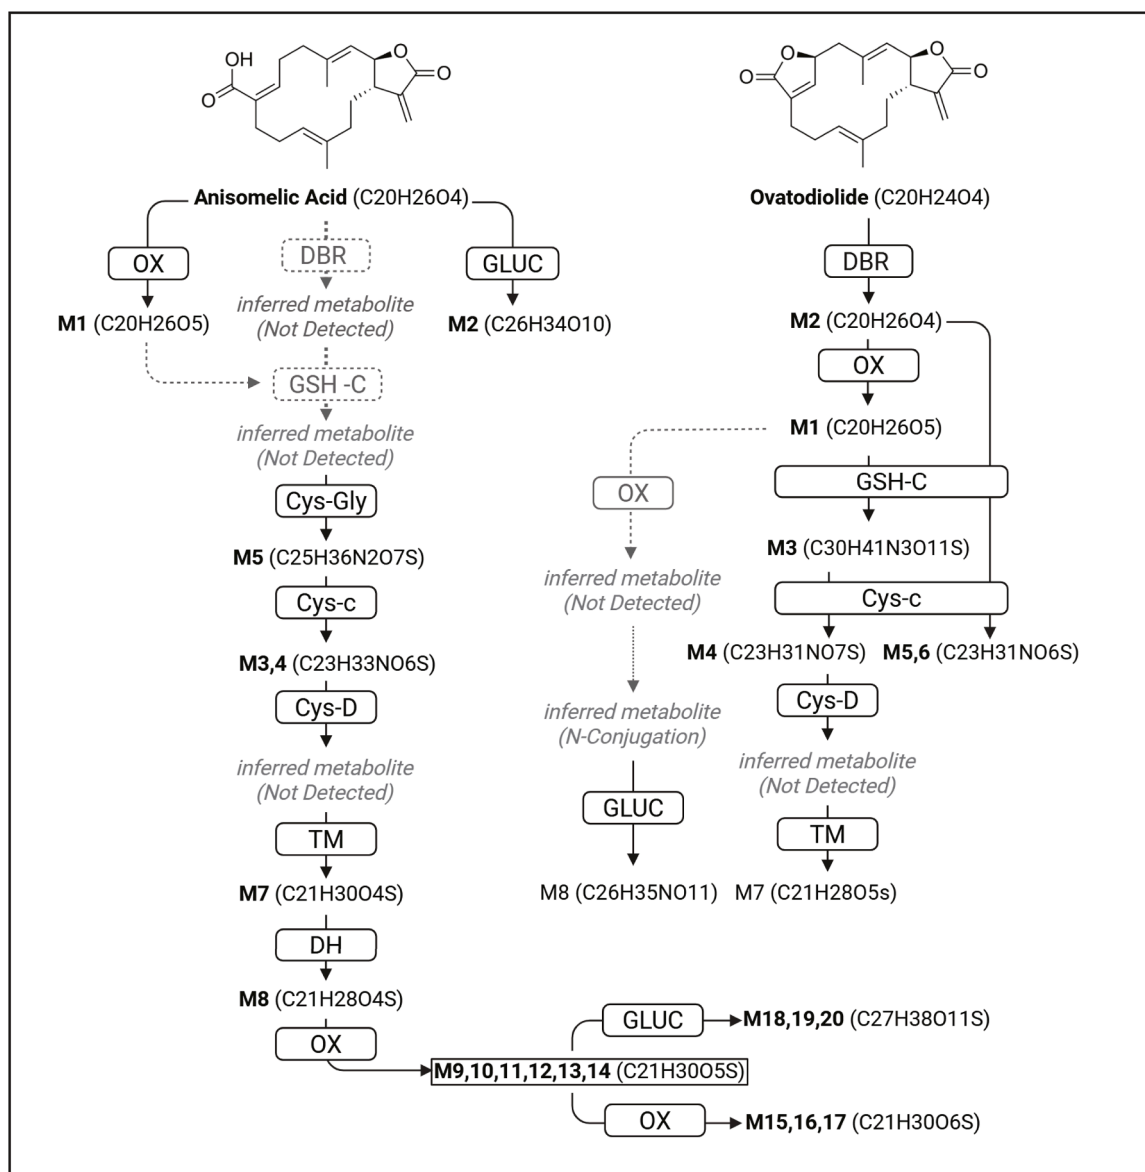 OH
O
O
O
O
O
O
O
Anisomelic Acid (C20H26O4)
OX
DBR
GLUC
inferred metabolite
(Not Detected)
M1 (C20H26O5)
M2 (C26H34O10)
GSH -C
inferred metabolite
(Not Detected)
Cys-Gly
M5 (C25H36N2O7S)
Cys-c
M3,4 (C23H33NO6S)
Cys-D
inferred metabolite
(Not Detected)
TM
M7 (C21H30O4S)
DH
M8 (C21H28O4S)
OX
M9,10,11,12,13,14 (C21H30O5S)
GLUC
M18,19,20 (C27H38O11S)
OX
M15,16,17 (C21H30O6S)
Ovatodiolide (C20H24O4)
DBR
M2 (C20H26O4)
OX
M1 (C20H26O5)
GSH-C
M3 (C30H41N3O11S)
Cys-c
M4 (C23H31NO7S)
M5,6 (C23H31NO6S)
Cys-D
inferred metabolite
(Not Detected)
TM
M7 (C21H28O5s)
OX
inferred metabolite
(Not Detected)
inferred metabolite
(N-Conjugation)
GLUC
M8 (C26H35NO11)